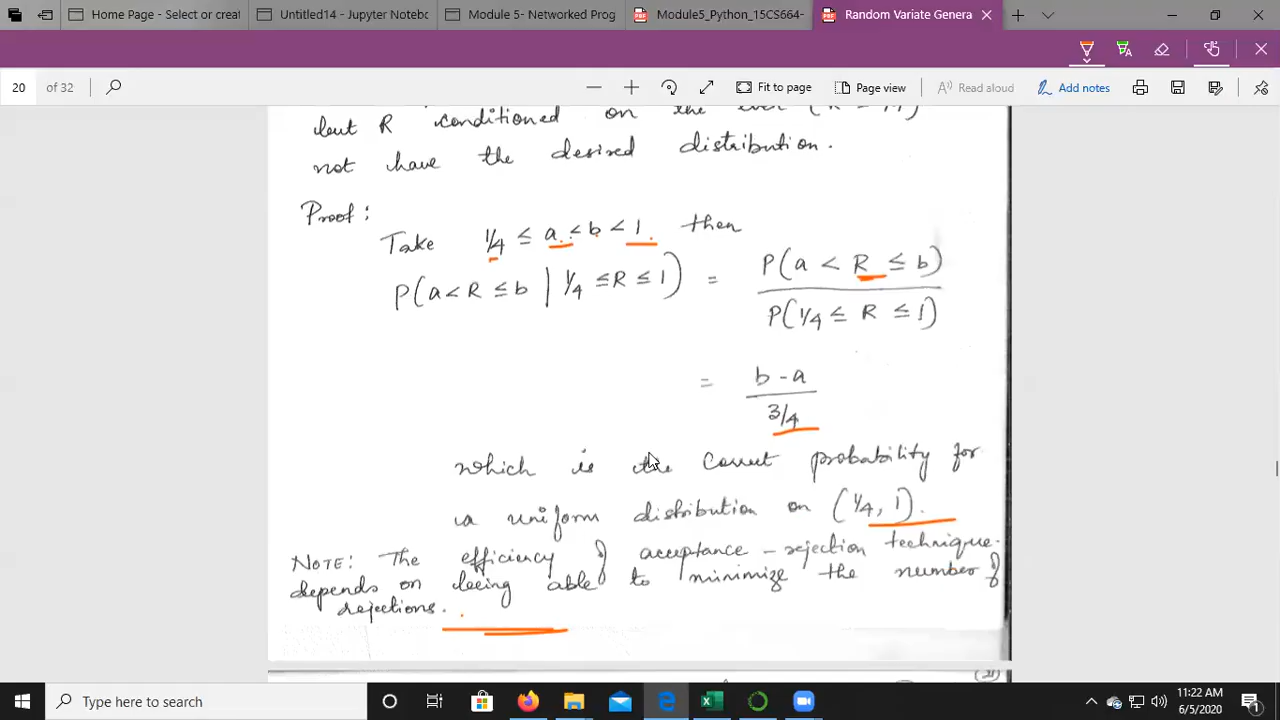 Home Page - Select or creat
Untitled14 - Jupyter Notebo
Module 5- Networked Prog
Module5_Python_15CS664-
Random Variate Genera
20 of 32
Fit to page
Page view
Read aloud
Add notes
but R conditioned on the
not have the desired distribution.
Proof:
Take 1/4 ≤ a < b < 1 then
P(a < R ≤ b | 1/4 ≤ R ≤ 1) = P(a < R ≤ b)
P(1/4 ≤ R ≤ 1)
= b - a
3/4
which is the correct probability for
a uniform distribution on (1/4, 1).
NOTE: The efficiency of acceptance - rejection technique
depends on being able to minimize the number of
rejections.
Type here to search
11:22 AM
6/5/2020
1